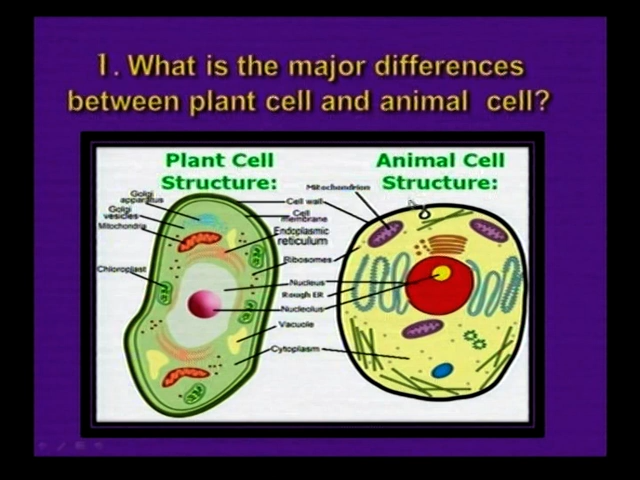 1. What is the major differences
between plant cell and animal cell?
Plant Cell
Structure:
Animal Cell
Structure:
Mitochondrion
Golgi
apparatus
Golgi
vesicles
Mitochondria
Chloroplast
Cell wall
Cell
membrane
Endoplasmic
reticulum
Ribosomes
Nucleus
Rough ER
Nucleolus
Vacuole
Cytoplasm